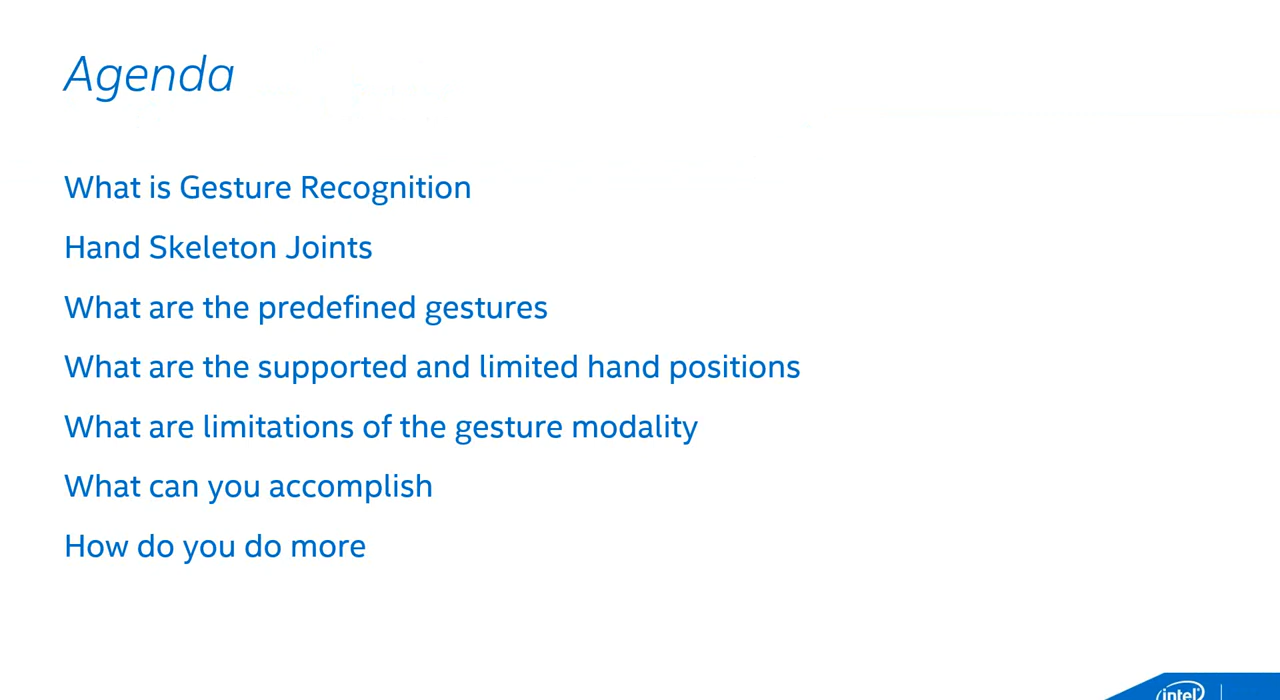 Agenda
What is Gesture Recognition
Hand Skeleton Joints
What are the predefined gestures
What are the supported and limited hand positions
What are limitations of the gesture modality
What can you accomplish
How do you do more
intel